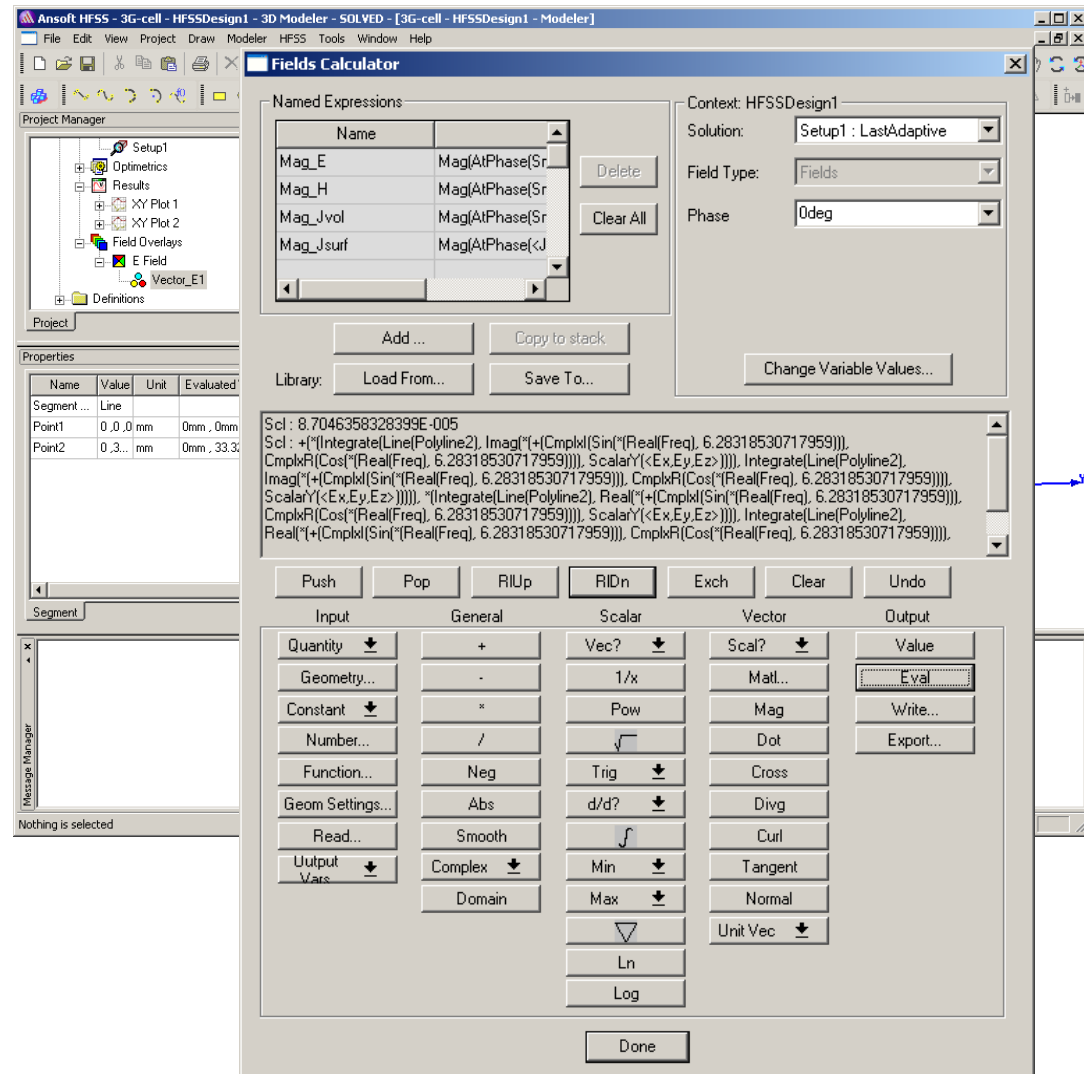 Ansoft HFSS - 3G-cell - HFSSDesign1 - 3D Modeler - SOLVED - [3G-cell - HFSSDesign1 - Modeler]
File Edit View Project Draw Modeler HFSS Tools Window Help
Project Manager
Setup1
Optimetrics
Results
XY Plot 1
XY Plot 2
Field Overlays
E Field
Vector_E1
Definitions
Project
Properties
Name Value Unit Evaluated
Segment ... Line
Point1 0 ,0 ,0 mm 0mm , 0mm
Point2 0 ,3... mm 0mm , 33.32
Segment
Message Manager
Nothing is selected
Fields Calculator
Named Expressions
Name
Mag_E Mag(AtPhase(Sr
Mag_H Mag(AtPhase(Sr
Mag_Jvol Mag(AtPhase(Sr
Mag_Jsurf Mag(AtPhase(<J
Delete
Clear All
Context: HFSSDesign1
Solution: Setup1 : LastAdaptive
Field Type: Fields
Phase 0deg
Change Variable Values...
Add ... Copy to stack
Library: Load From... Save To...
Scl : 8.7046358328399E-005
Scl : +(*(Integrate(Line(Polyline2), Imag(*(+(CmplxI(Sin(*(Real(Freq), 6.28318530717959))),
CmplxR(Cos(*(Real(Freq), 6.28318530717959)))), ScalarY(<Ex,Ey,Ez>)))), Integrate(Line(Polyline2),
Imag(*(+(CmplxI(Sin(*(Real(Freq), 6.28318530717959))), CmplxR(Cos(*(Real(Freq), 6.28318530717959)))),
ScalarY(<Ex,Ey,Ez>))))), *(Integrate(Line(Polyline2), Real(*(+(CmplxI(Sin(*(Real(Freq), 6.28318530717959))),
CmplxR(Cos(*(Real(Freq), 6.28318530717959)))), ScalarY(<Ex,Ey,Ez>)))), Integrate(Line(Polyline2),
Real(*(+(CmplxI(Sin(*(Real(Freq), 6.28318530717959))), CmplxR(Cos(*(Real(Freq), 6.28318530717959)))),
Push Pop RlUp RlDn Exch Clear Undo
Input General Scalar Vector Output
Quantity + Vec? Scal? Value
Geometry... - 1/x Matl... Eval
Constant * Pow Mag Write...
Number... / √ Dot Export...
Function... Neg Trig Cross
Geom Settings... Abs d/d? Divg
Read... Smooth ∫ Curl
Output Vars Complex Min Tangent
Domain Max Normal
▽ Unit Vec
Ln
Log
Done